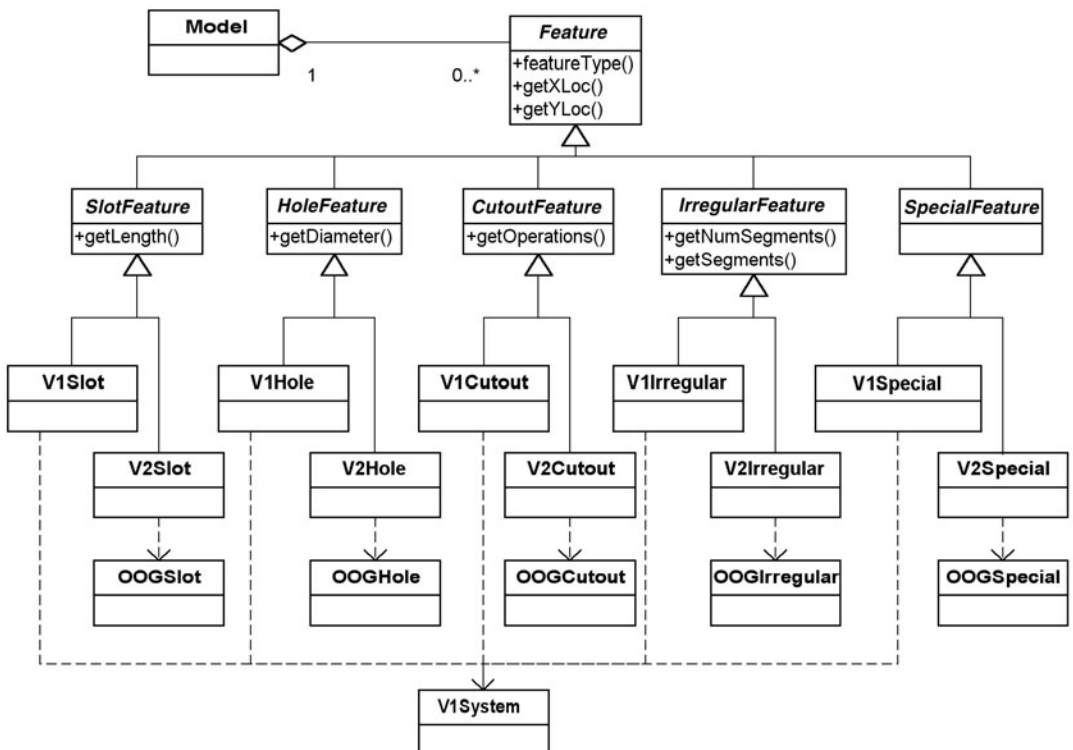 Model
Feature
+featureType()
+getXLoc()
+getYLoc()
1
0..*
SlotFeature
+getLength()
HoleFeature
+getDiameter()
CutoutFeature
+getOperations()
IrregularFeature
+getNumSegments()
+getSegments()
SpecialFeature
V1Slot
V1Hole
V1Cutout
V1Irregular
V1Special
V2Slot
V2Hole
V2Cutout
V2Irregular
V2Special
OOGSlot
OOGHole
OOGCutout
OOGIrregular
OOGSpecial
V1System